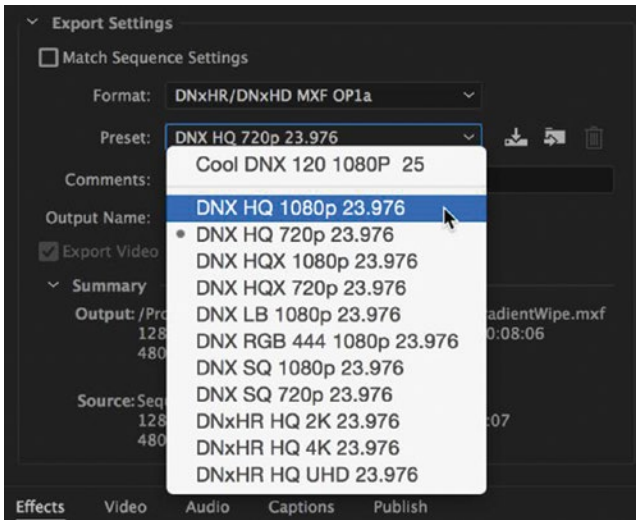 Export Settings
Match Sequence Settings
Format: DNxHR/DNxHD MXF OP1a
Preset: DNX HQ 720p 23.976
Cool DNX 120 1080P 25
Comments:
DNX HQ 1080p 23.976
Output Name:
DNX HQ 720p 23.976
Export Video
DNX HQX 1080p 23.976
Summary
DNX HQX 720p 23.976
Output: /Pro adientWipe.mxf
DNX LB 1080p 23.976
128 0:08:06
DNX RGB 444 1080p 23.976
480
DNX SQ 1080p 23.976
Source: Sequ
DNX SQ 720p 23.976
128 :07
DNxHR HQ 2K 23.976
480
DNxHR HQ 4K 23.976
DNxHR HQ UHD 23.976
Effects Video Audio Captions Publish